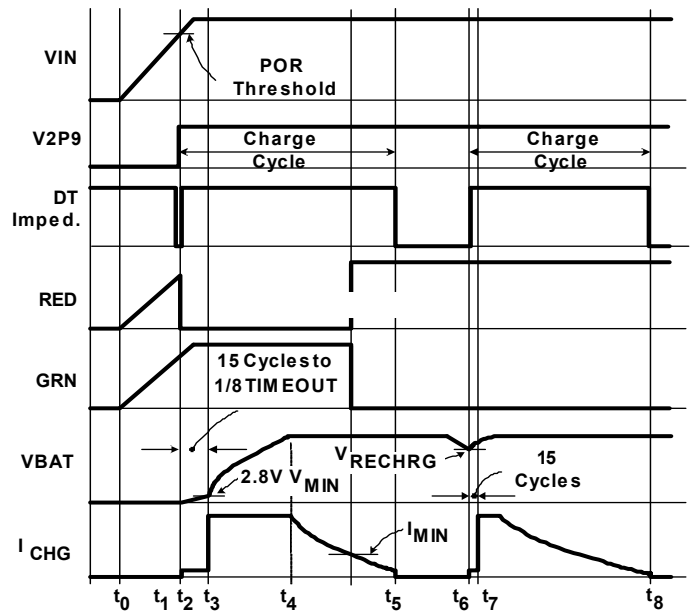 VIN
POR
Threshold
V2P9
Charge
Cycle
Charge
Cycle
DT
Imped.
RED
GRN
15 Cycles to
1/8 TIMEOUT
VBAT
VRECHRG
2.8V VMIN
15
Cycles
ICHG
IMIN
t0 t1 t2 t3 t4 t5 t6 t7 t8